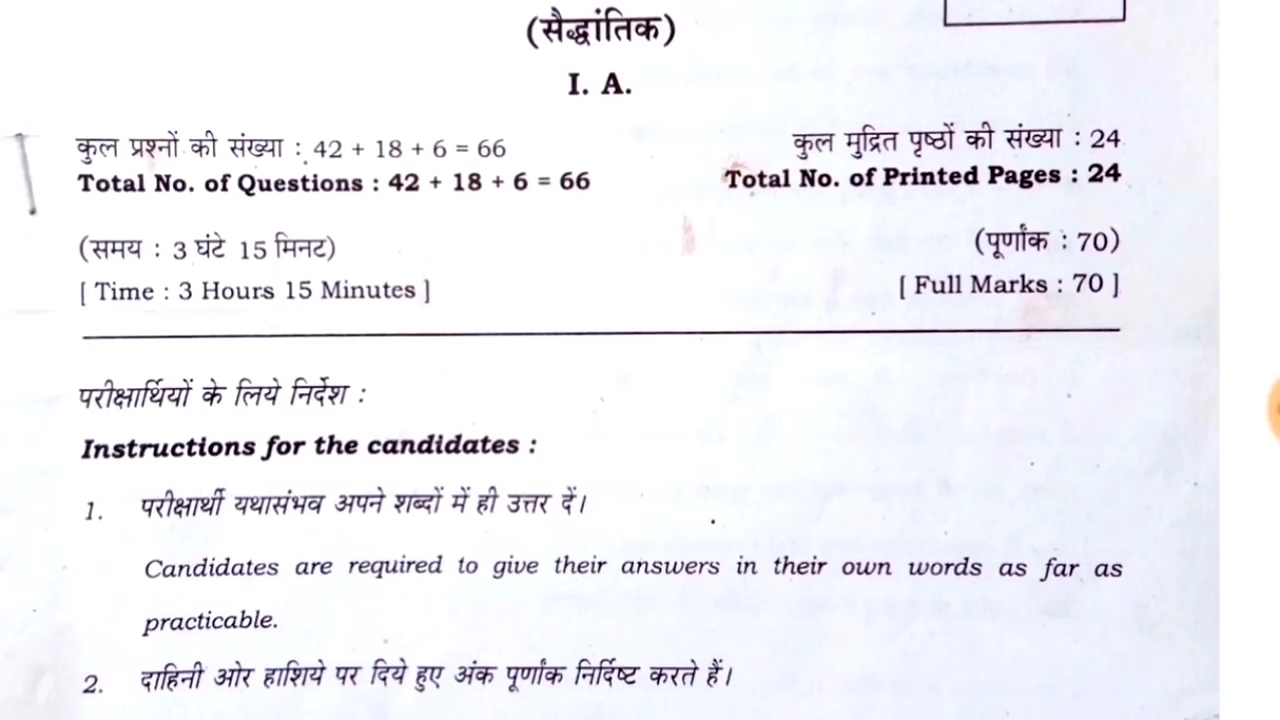 (सैद्धांतिक)
I. A.
कुल प्रश्नों की संख्या : 42 + 18 + 6 = 66
Total No. of Questions : 42 + 18 + 6 = 66
कुल मुद्रित पृष्ठों की संख्या : 24
Total No. of Printed Pages : 24
(समय : 3 घंटे 15 मिनट)
[ Time : 3 Hours 15 Minutes ]
(पूर्णांक : 70)
[ Full Marks : 70 ]
परीक्षार्थियों के लिये निर्देश :
Instructions for the candidates :
1. परीक्षार्थी यथासंभव अपने शब्दों में ही उत्तर दें।
Candidates are required to give their answers in their own words as far as
practicable.
2. दाहिनी ओर हाशिये पर दिये हुए अंक पूर्णांक निर्दिष्ट करते हैं।